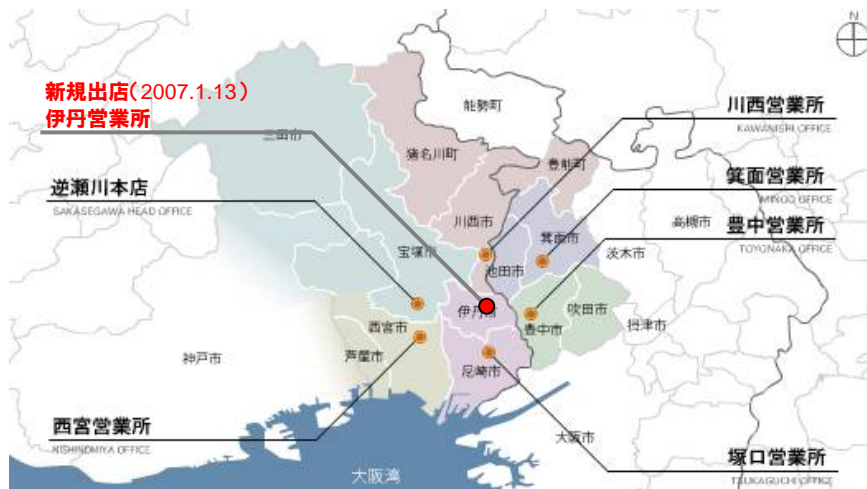 N
新規出店(2007.1.13)
伊丹営業所
三田市
能勢町
猪名川町
豊能町
川西営業所
KAWANISHI OFFICE
逆瀬川本店
SAKASEGAWA HEAD OFFICE
箕面営業所
MINOO OFFICE
川西市
箕面市
高槻市
豊中営業所
TOYONAKA OFFICE
宝塚市
池田市
茨木市
伊丹市
吹田市
豊中市
摂津市
西宮市
芦屋市
神戸市
尼崎市
西宮営業所
NISHINOMIYA OFFICE
大阪市
塚口営業所
TSUKAGUCHI OFFICE
大阪湾